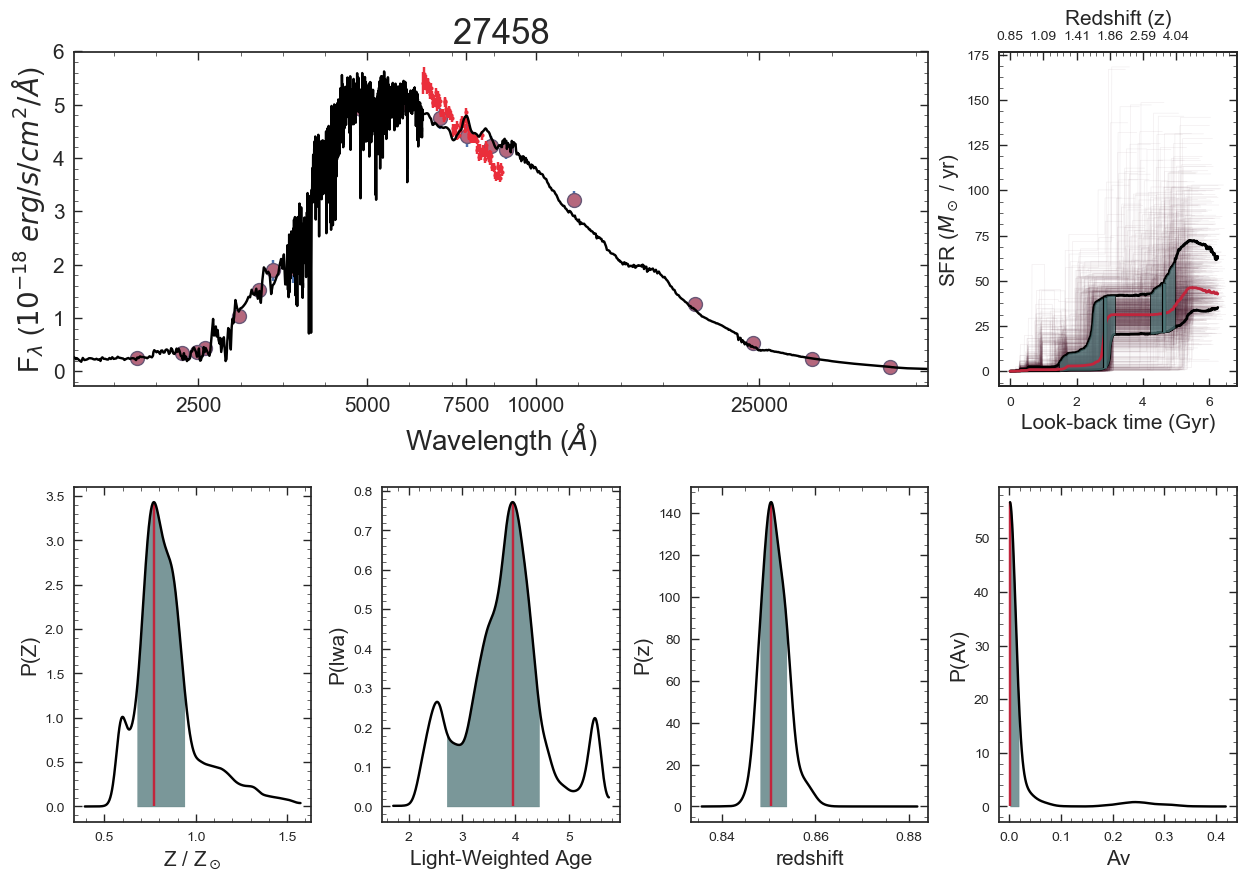 27458
6
5
4
3
2
1
0
F_λ (10^−18 erg/s/cm^2/Å)
2500
5000
7500
10000
25000
Wavelength (Å)
Redshift (z)
0.85 1.09 1.41 1.86 2.59 4.04
175
150
125
100
75
50
25
0
SFR (M_⊙ / yr)
0 2 4 6
Look-back time (Gyr)
3.5
3.0
2.5
2.0
1.5
1.0
0.5
0.0
P(Z)
0.5 1.0 1.5
Z / Z_⊙
0.8
0.7
0.6
0.5
0.4
0.3
0.2
0.1
0.0
P(lwa)
2 3 4 5
Light-Weighted Age
140
120
100
80
60
40
20
0
P(z)
0.84 0.86 0.88
redshift
50
40
30
20
10
0
P(Av)
0.0 0.1 0.2 0.3 0.4
Av